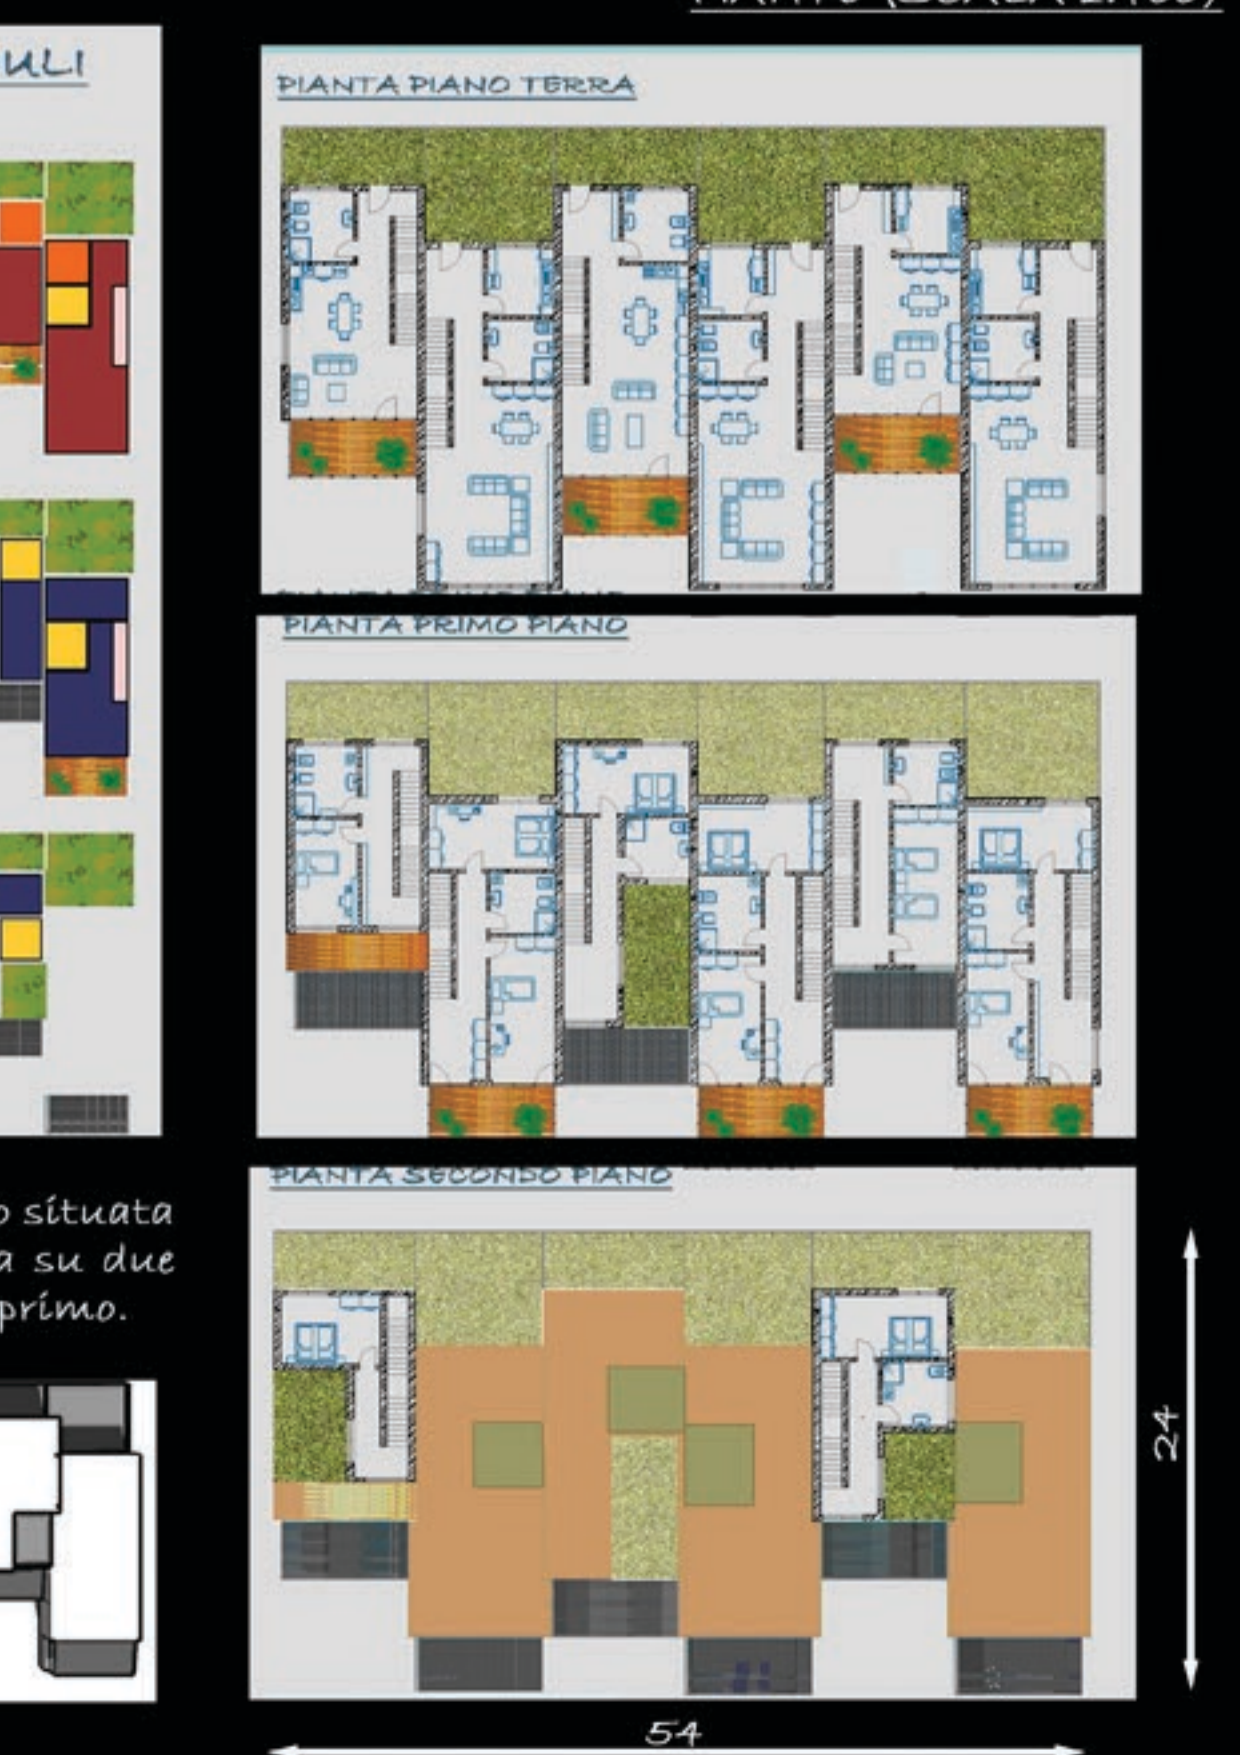 ULI
PIANTA PIANO TERRA
PIANTA PRIMO PIANO
PIANTA SECONDO PIANO
o situata
a su due
primo.
24
54